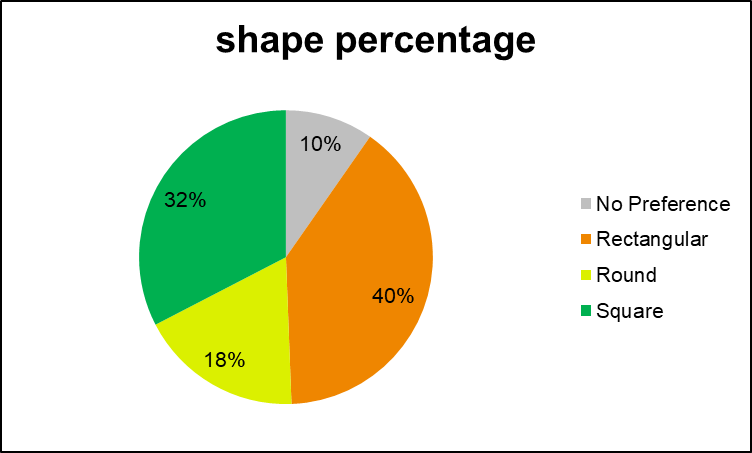 shape percentage
10%
32%
40%
18%
No Preference
Rectangular
Round
Square